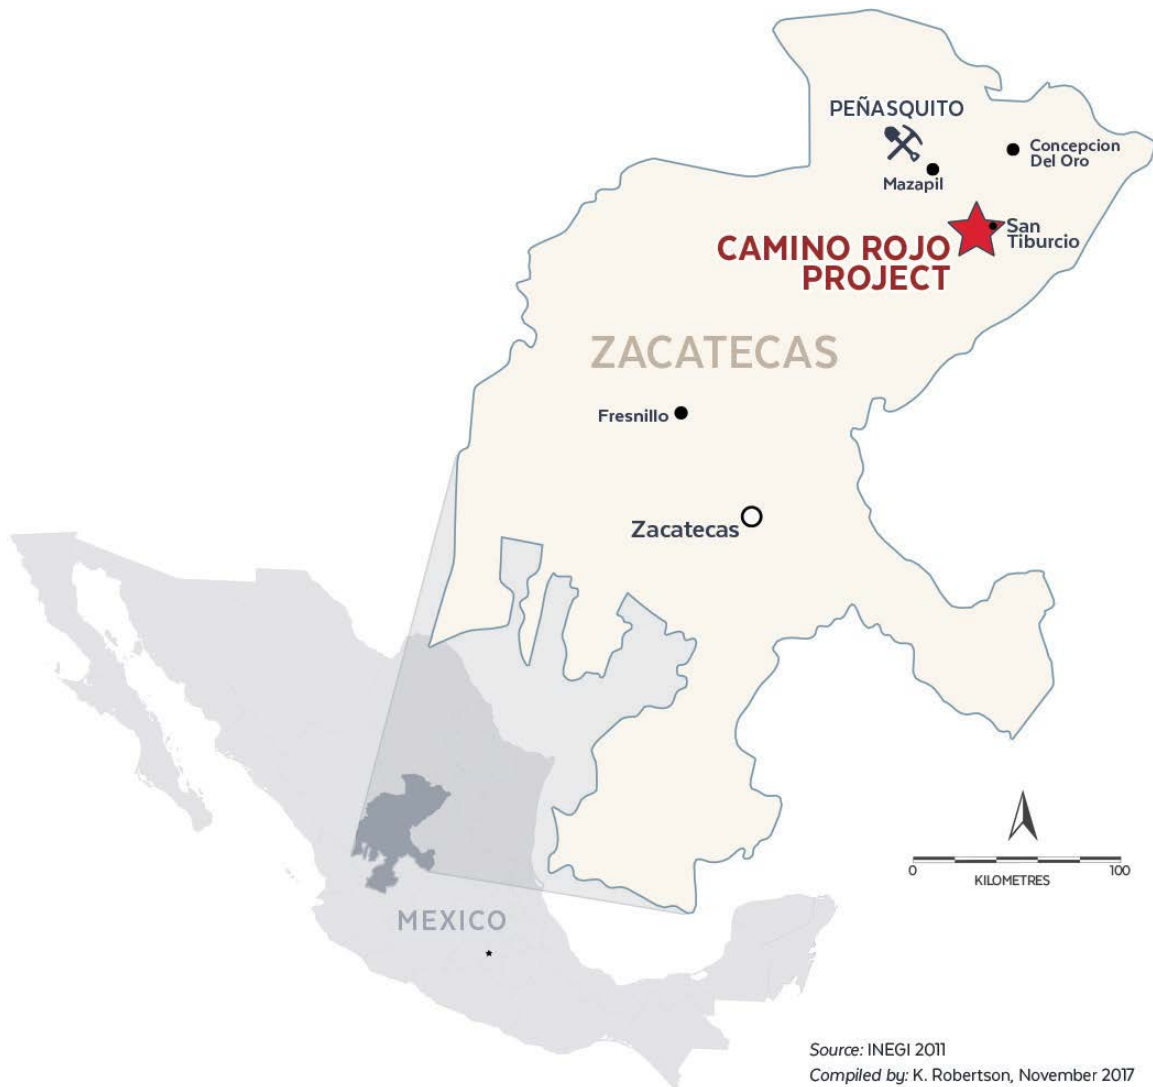 PEÑASQUITO
Concepcion
Del Oro
Mazapil
San
Tiburcio
CAMINO ROJO
PROJECT
ZACATECAS
Fresnillo
Zacatecas
MEXICO
0 100
KILOMETRES
Source: INEGI 2011
Compiled by: K. Robertson, November 2017